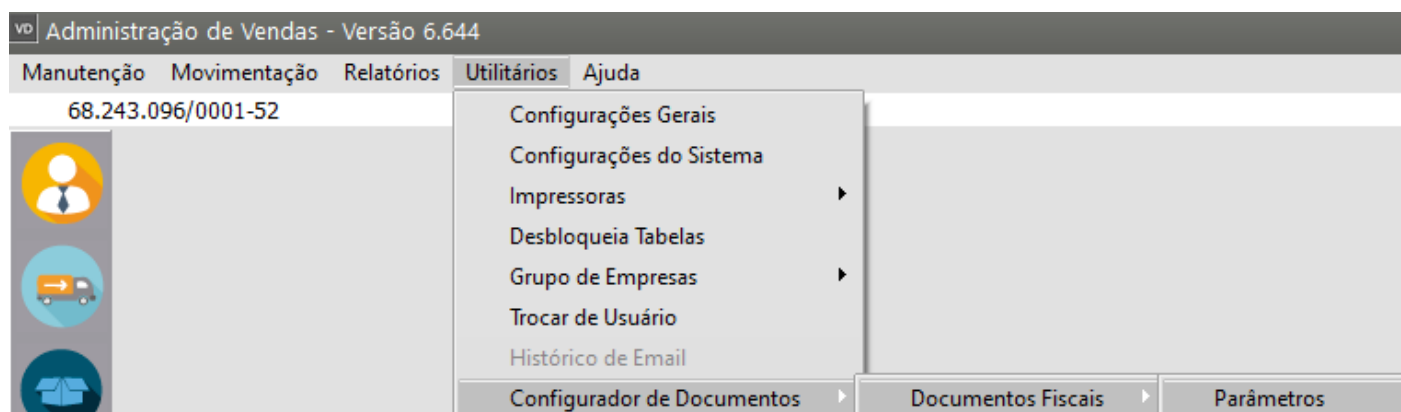 VD Administração de Vendas - Versão 6.644
Manutenção Movimentação Relatórios Utilitários Ajuda
68.243.096/0001-52
Configurações Gerais
Configurações do Sistema
Impressoras
Desbloqueia Tabelas
Grupo de Empresas
Trocar de Usuário
Histórico de Email
Configurador de Documentos Documentos Fiscais Parâmetros